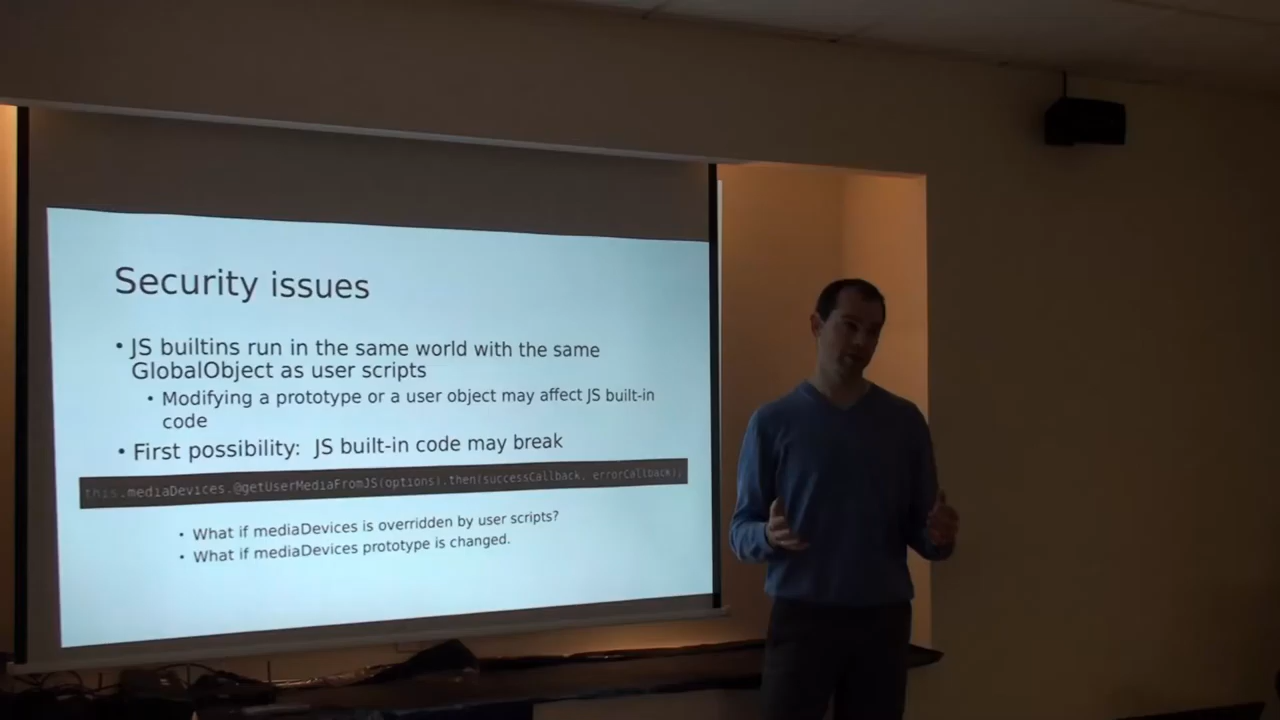 Security issues
• JS builtins run in the same world with the same
GlobalObject as user scripts
• Modifying a prototype or a user object may affect JS built-in
code
• First possibility: JS built-in code may break
this.mediaDevices.@getUserMediaFromJS(options).then(successCallback, errorCallback);
• What if mediaDevices is overridden by user scripts?
• What if mediaDevices prototype is changed.